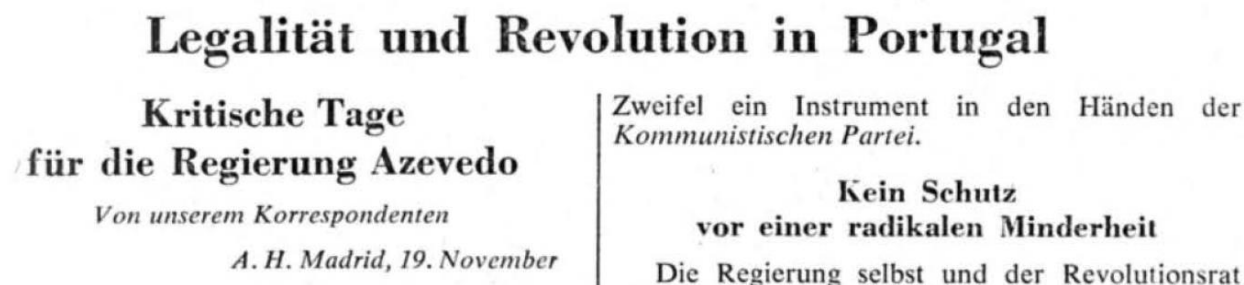 Legalität und Revolution in Portugal
Kritische Tage
für die Regierung Azevedo
Von unserem Korrespondenten
A. H. Madrid, 19. November
Zweifel ein Instrument in den Händen der
Kommunistischen Partei.
Kein Schutz
vor einer radikalen Minderheit
Die Regierung selbst und der Revolutionsrat